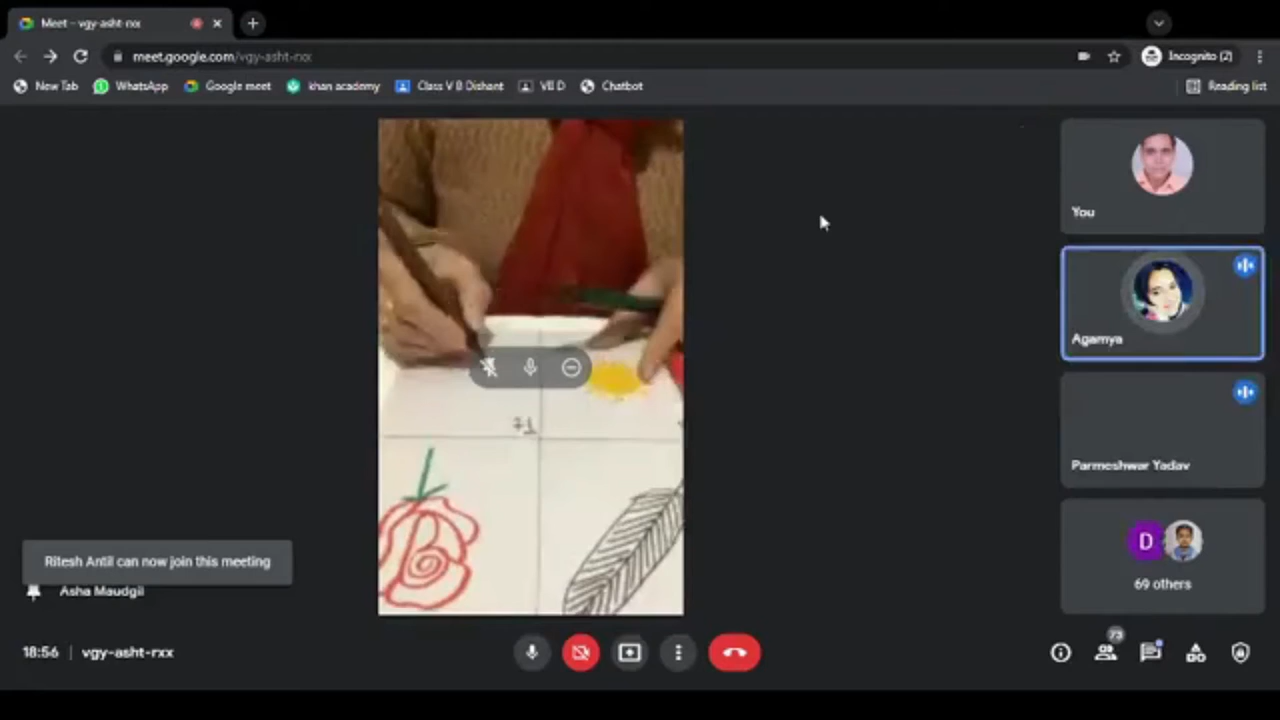 Meet - vgy-asht-rxx
meet.google.com/vgy-asht-rxx
Incognito (2)
New Tab
WhatsApp
Google meet
khan academy
Class V B Dishant
VII D
Chatbot
Reading list
You
Agamya
Parmeshwar Yadav
D
69 others
Ritesh Antil can now join this meeting
Asha Maudgil
18:56 | vgy-asht-rxx
73